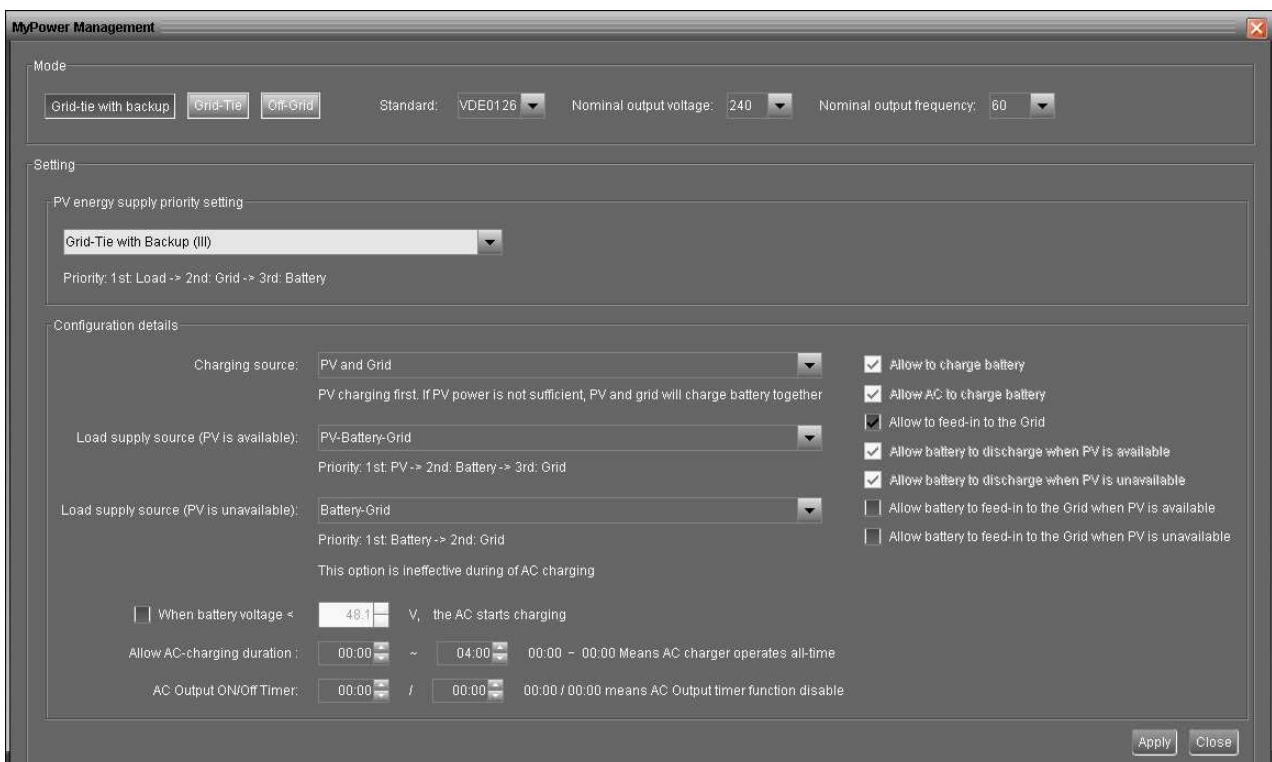 MyPower Management
Mode
Grid-tie with backup Grid-Tie Off-Grid Standard: VDE0126 Nominal output voltage: 240 Nominal output frequency: 60
Setting
PV energy supply priority setting
Grid-Tie with Backup (III)
Priority: 1st: Load -> 2nd: Grid -> 3rd: Battery
Configuration details
Charging source: PV and Grid
PV charging first. If PV power is not sufficient, PV and grid will charge battery together
Load supply source (PV is available): PV-Battery-Grid
Priority: 1st: PV -> 2nd: Battery -> 3rd: Grid
Load supply source (PV is unavailable): Battery-Grid
Priority: 1st: Battery -> 2nd: Grid
This option is ineffective during of AC charging
When battery voltage < 48.1 V, the AC starts charging
Allow AC-charging duration : 00:00 ~ 04:00 00:00 - 00:00 Means AC charger operates all-time
AC Output ON/Off Timer: 00:00 / 00:00 00:00 / 00:00 means AC Output timer function disable
Allow to charge battery
Allow AC to charge battery
Allow to feed-in to the Grid
Allow battery to discharge when PV is available
Allow battery to discharge when PV is unavailable
Allow battery to feed-in to the Grid when PV is available
Allow battery to feed-in to the Grid when PV is unavailable
Apply Close